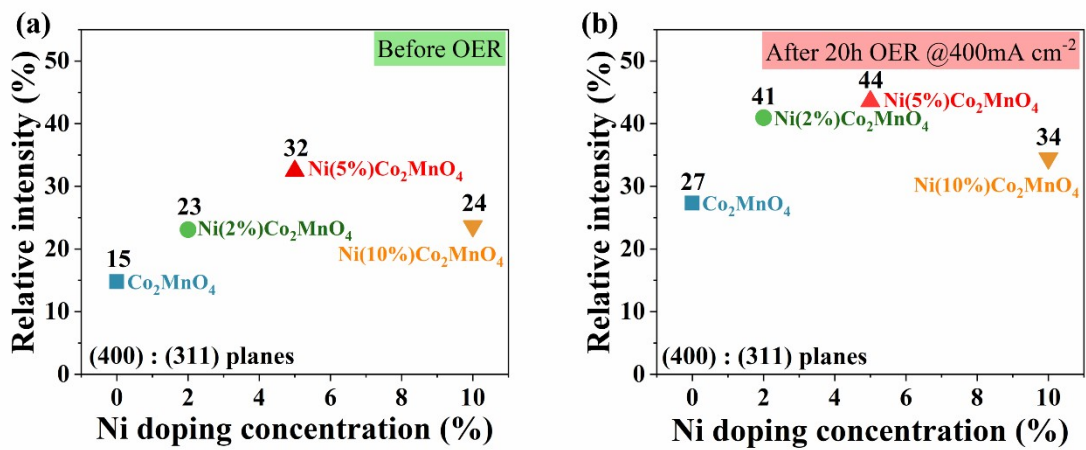 (a)
Before OER
Relative intensity (%)
50
40
30
20
10
0
32
Ni(5%)Co₂MnO₄
23
Ni(2%)Co₂MnO₄
24
Ni(10%)Co₂MnO₄
15
Co₂MnO₄
(400) : (311) planes
0 2 4 6 8 10
Ni doping concentration (%)
(b)
After 20h OER @400mA cm⁻²
Relative intensity (%)
50
40
30
20
10
0
44
Ni(5%)Co₂MnO₄
41
Ni(2%)Co₂MnO₄
34
Ni(10%)Co₂MnO₄
27
Co₂MnO₄
(400) : (311) planes
0 2 4 6 8 10
Ni doping concentration (%)